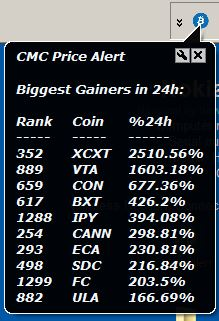 CMC Price Alert
Biggest Gainers in 24h:
Rank Coin %24h
----- ----- ------
352 XCXT 2510.56%
889 VTA 1603.18%
659 CON 677.36%
617 BXT 426.2%
1288 IPY 394.08%
254 CANN 298.81%
293 ECA 230.81%
498 SDC 216.84%
1299 FC 203.5%
882 ULA 166.69%